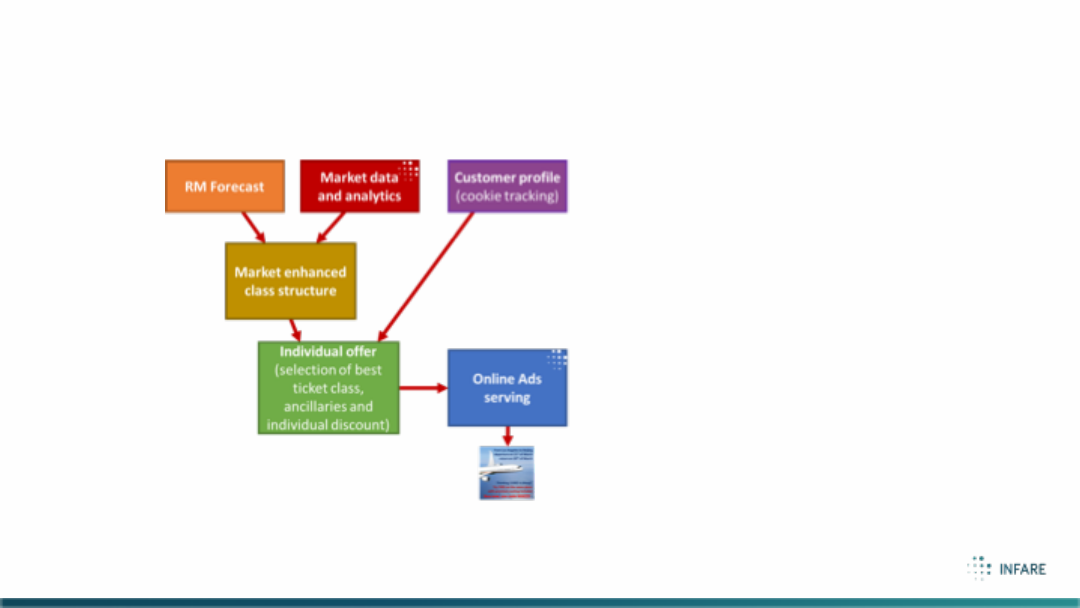 RM Forecast
Market data
and analytics
Customer profile
(cookie tracking)
Market enhanced
class structure
Individual offer
(selection of best
ticket class,
ancillaries and
individual discount)
Online Ads
serving
INFARE